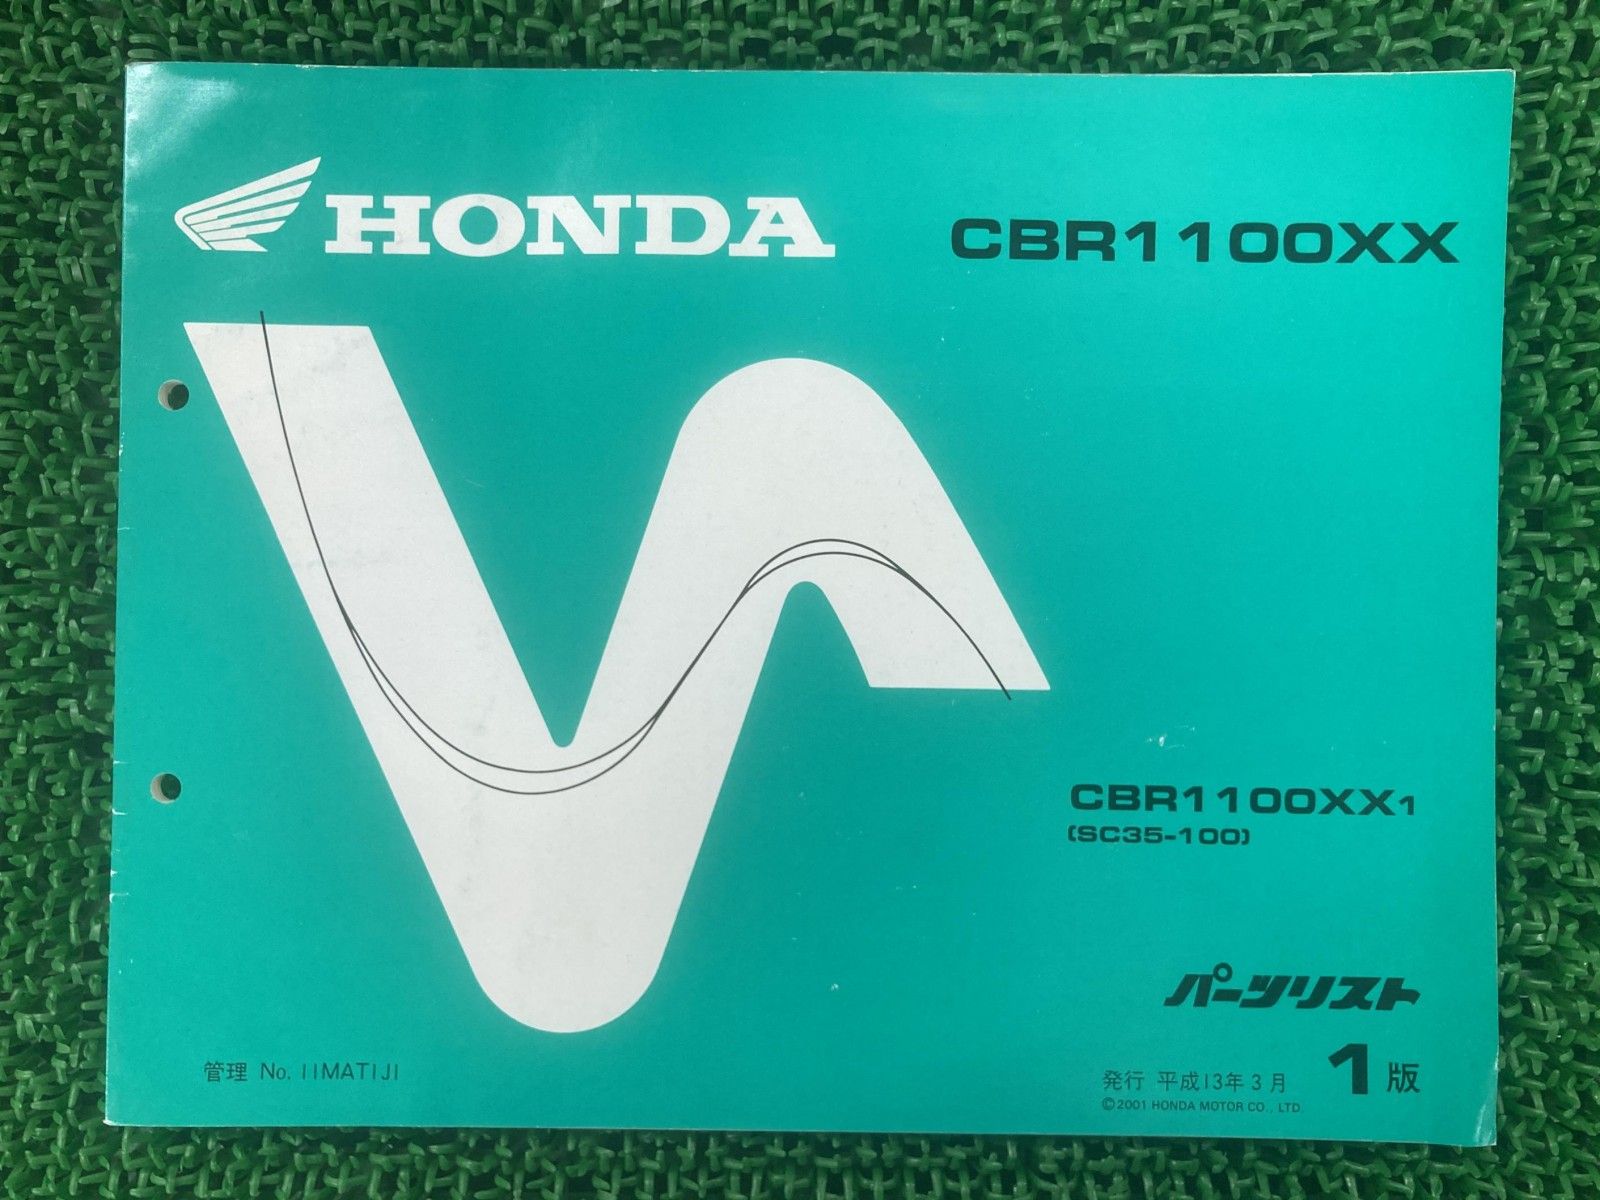 HONDA
CBR1100XX
CBR1100XX1
(SC35-100)
パーツリスト
管理 No. 11MAT1J1
発行 平成13年3月 1版
©2001 HONDA MOTOR CO., LTD.